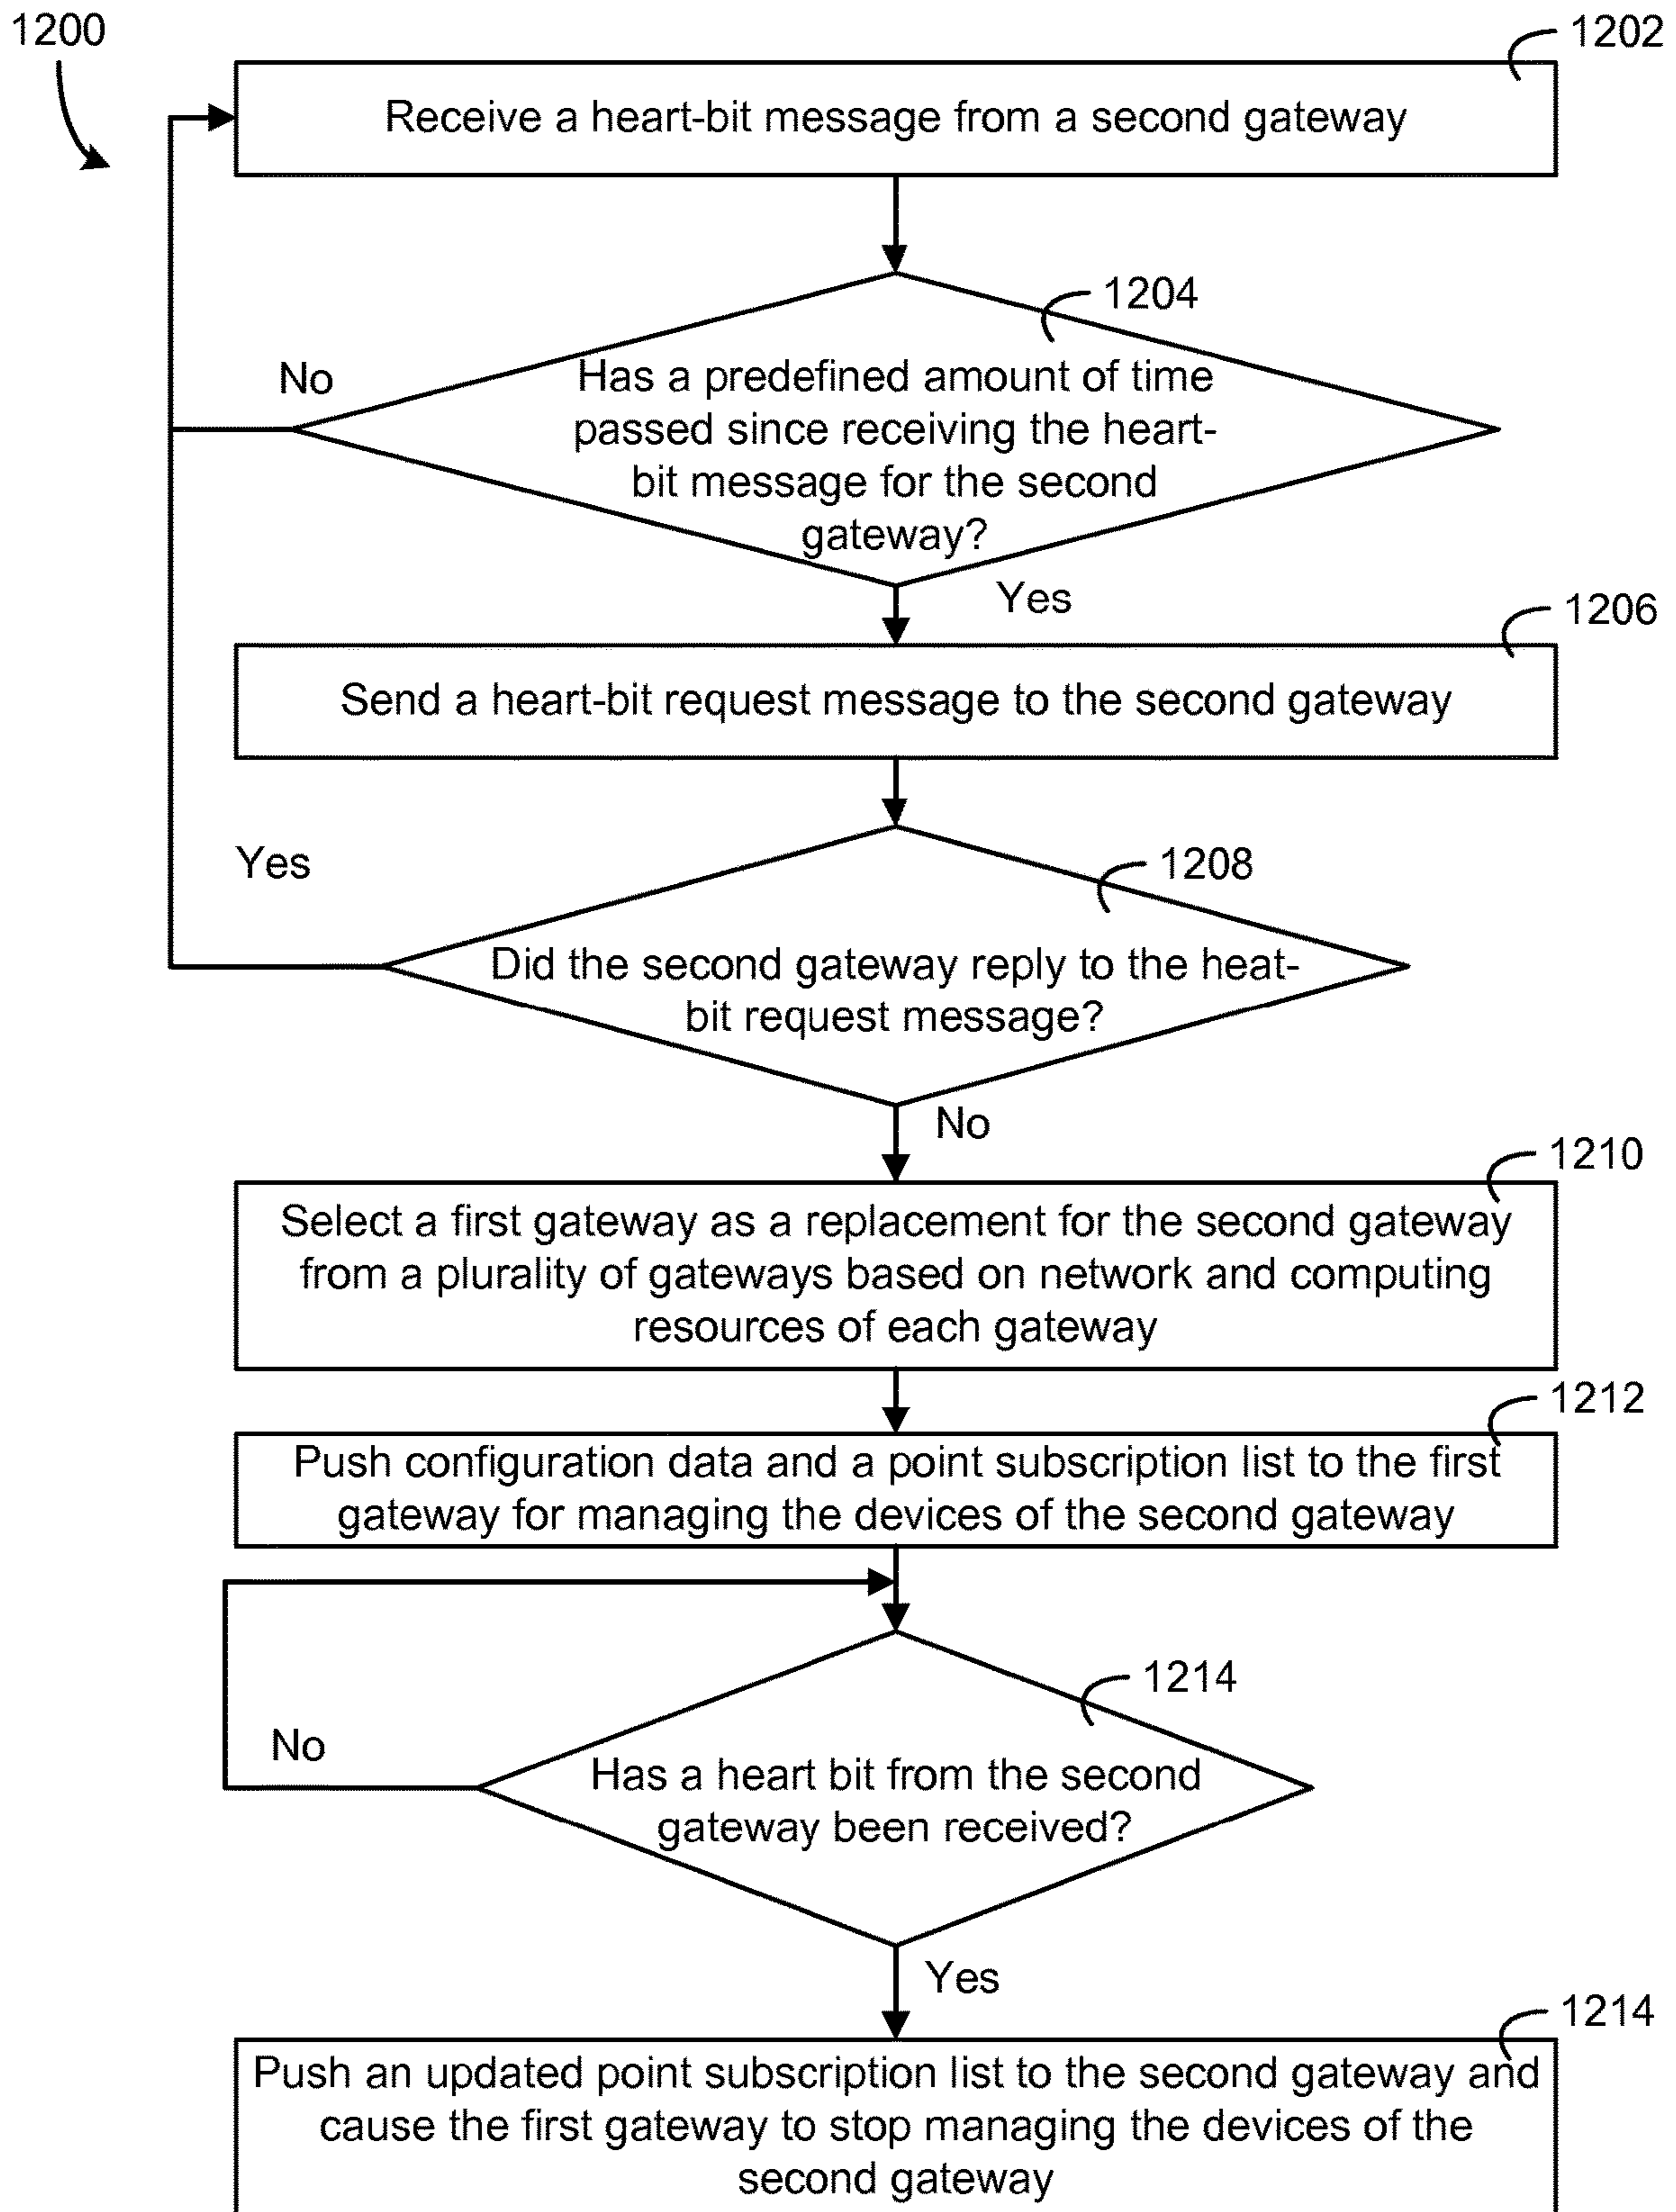 1200
1202
Receive a heart-bit message from a second gateway
1204
No
Has a predefined amount of time
passed since receiving the heart-
bit message for the second
gateway?
Yes
1206
Send a heart-bit request message to the second gateway
Yes
1208
Did the second gateway reply to the heat-
bit request message?
No
1210
Select a first gateway as a replacement for the second gateway
from a plurality of gateways based on network and computing
resources of each gateway
1212
Push configuration data and a point subscription list to the first
gateway for managing the devices of the second gateway
1214
No
Has a heart bit from the second
gateway been received?
Yes
1214
Push an updated point subscription list to the second gateway and
cause the first gateway to stop managing the devices of the
second gateway